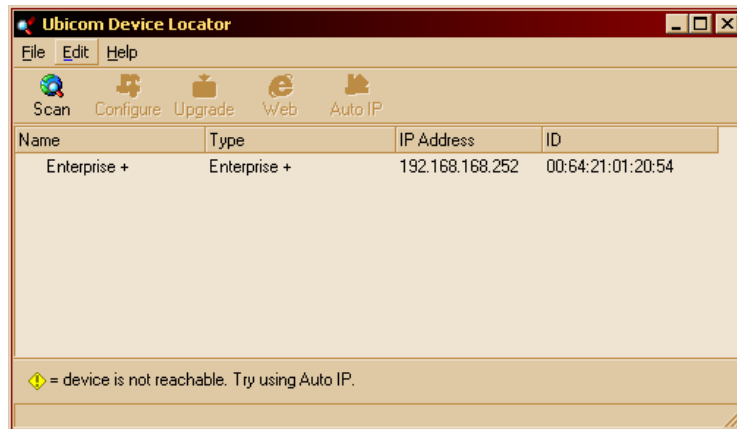 Ubicom Device Locator
File Edit Help
Scan Configure Upgrade Web Auto IP
Name Type IP Address ID
Enterprise + Enterprise + 192.168.168.252 00:64:21:01:20:54
= device is not reachable. Try using Auto IP.